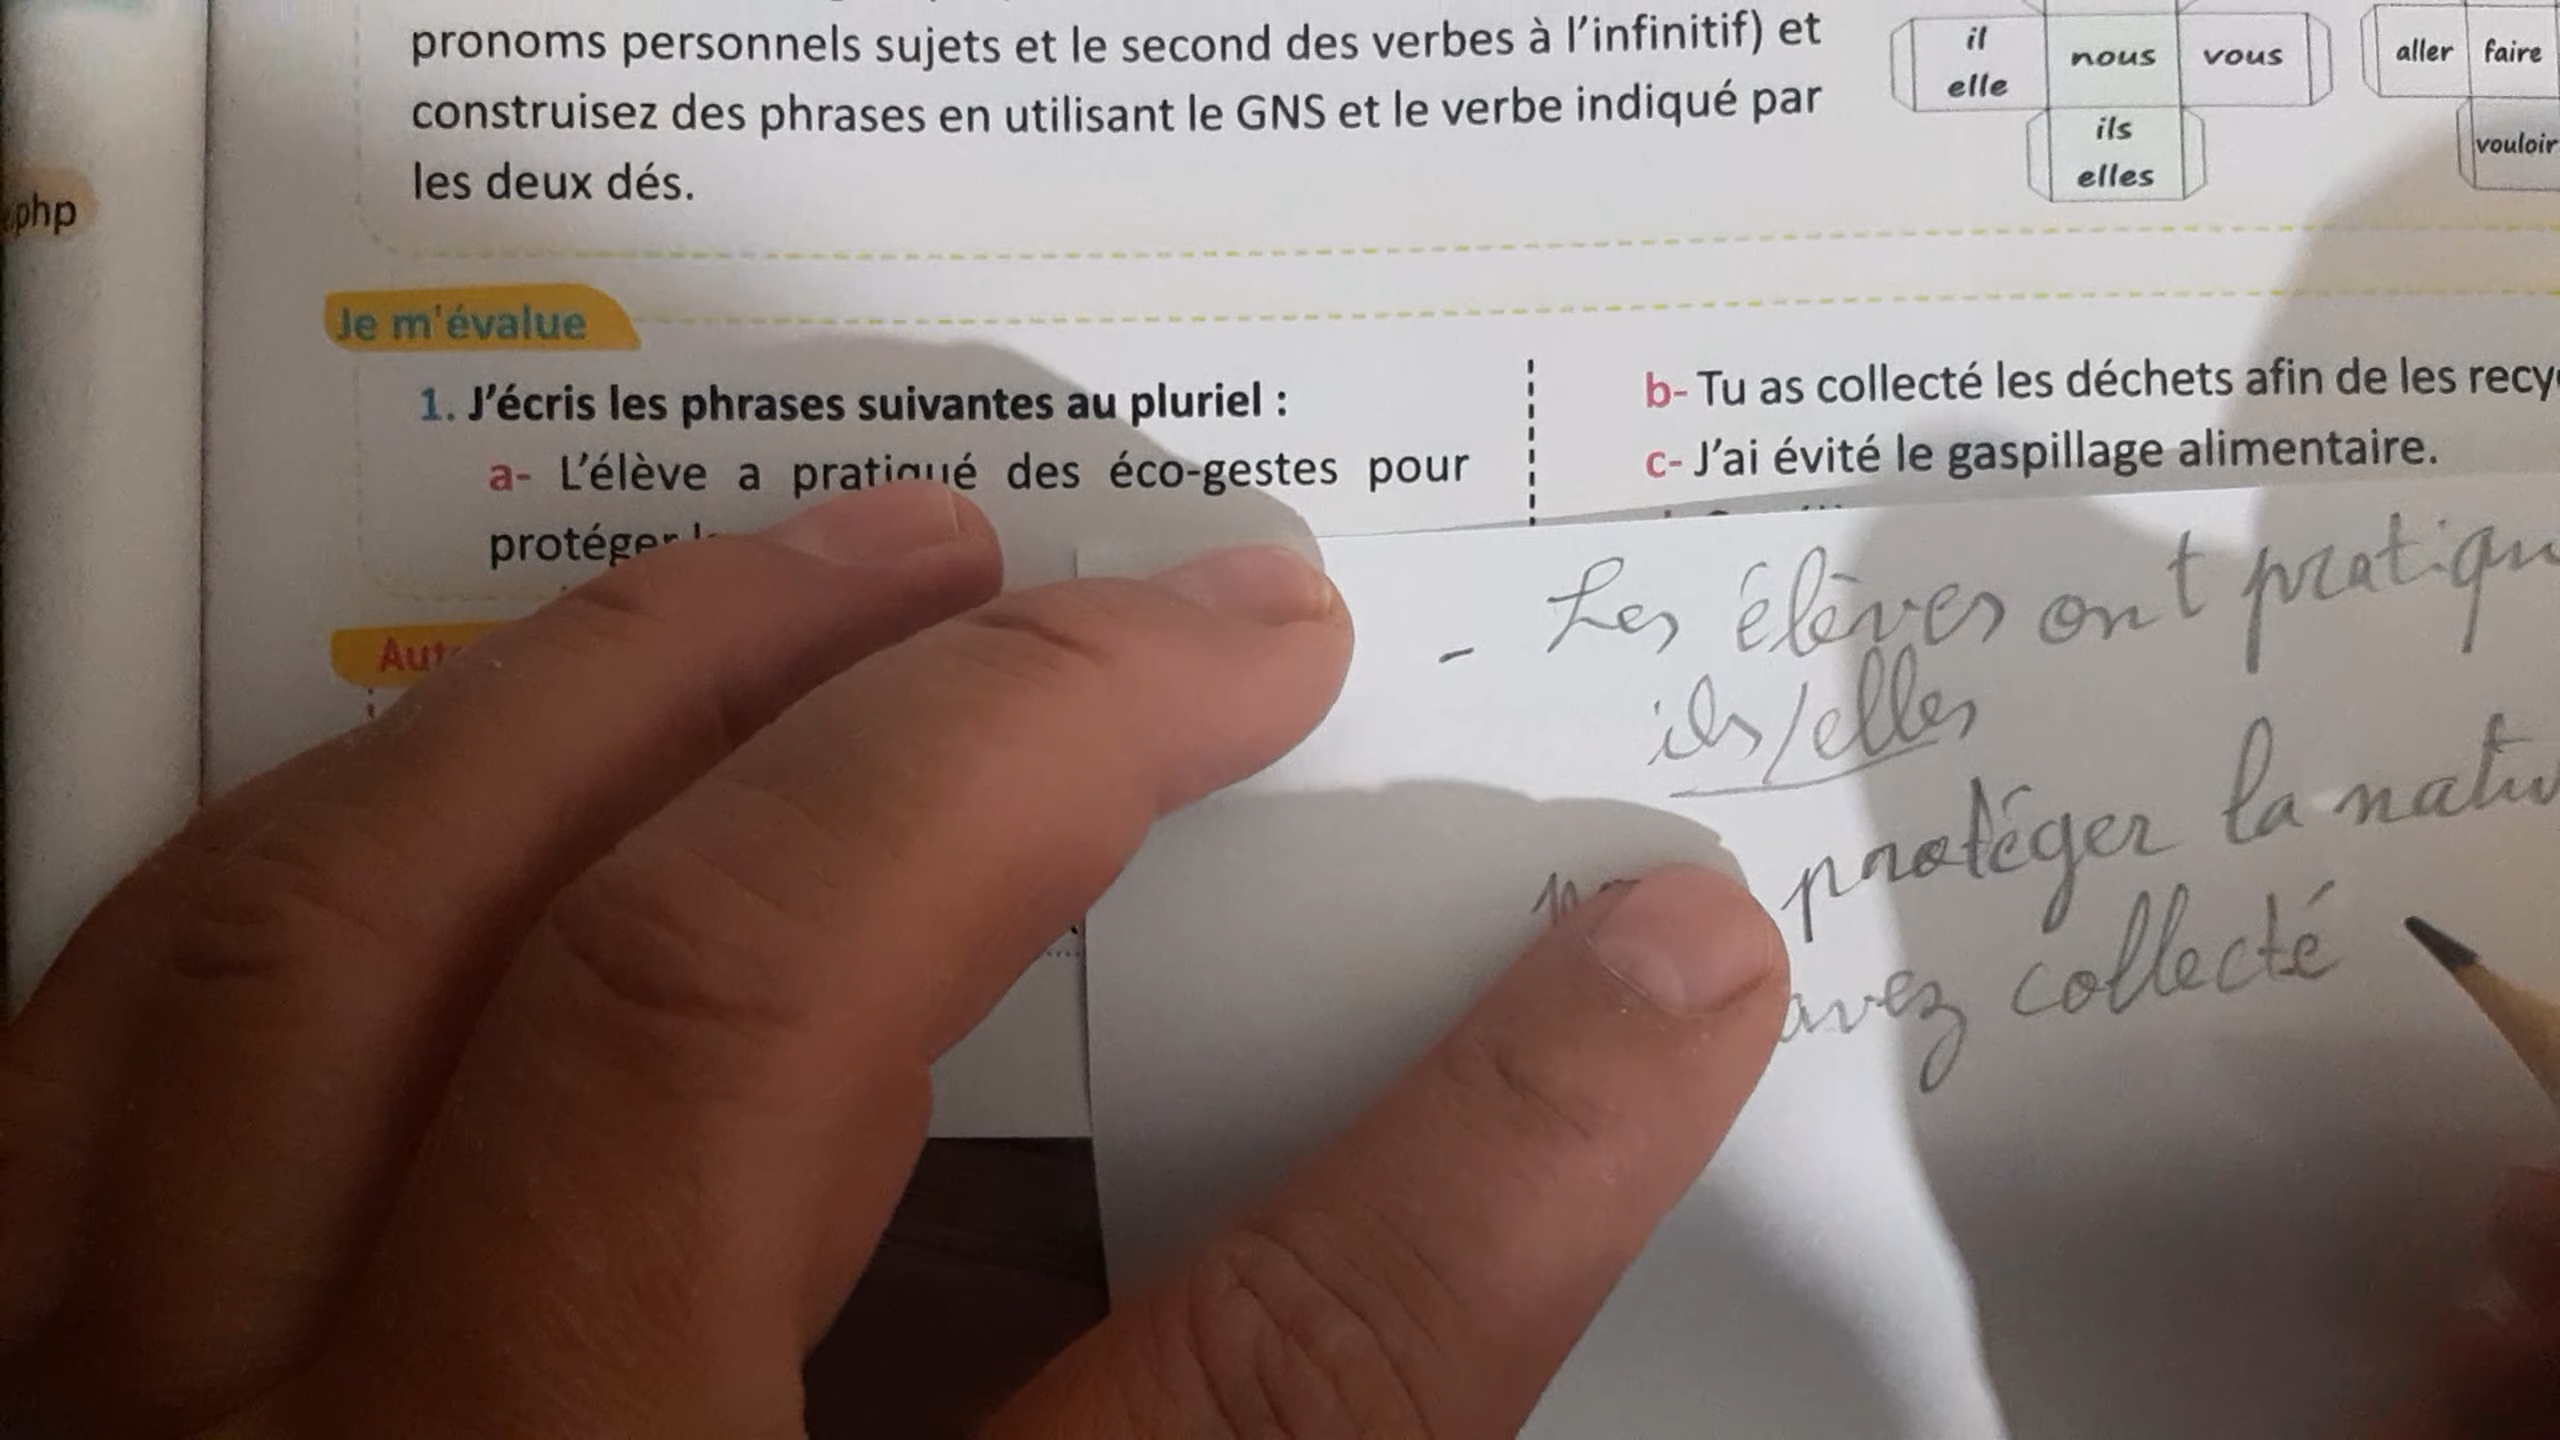 pronoms personnels sujets et le second des verbes à l'infinitif) et
construisez des phrases en utilisant le GNS et le verbe indiqué par
les deux dés.
il
elle
nous
vous
ils
elles
aller
faire
vouloir
php
Je m'évalue
1. J'écris les phrases suivantes au pluriel :
a- L'élève a pratiqué des éco-gestes pour
protéger
b- Tu as collecté les déchets afin de les
c- J'ai évité le gaspillage alimentaire.
- Les élèves ont
ils/elles
protéger la
avez collecté